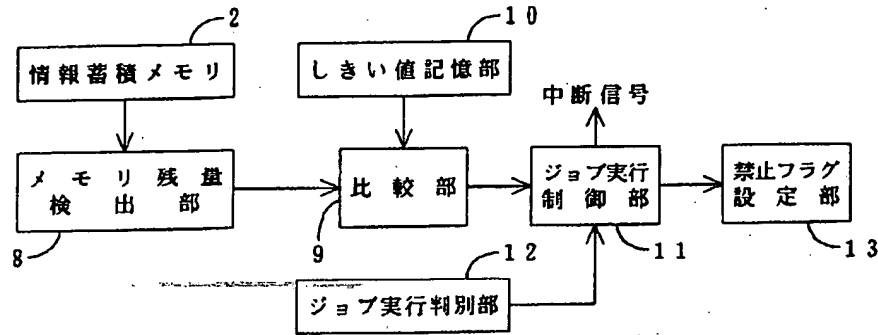 2
10
情報蓄積メモリ
しきい値記憶部
中断信号
メモリ残量
検出部
比較部
ジョブ実行
制御部
禁止フラグ
設定部
8
9
12
11
13
ジョブ実行判別部